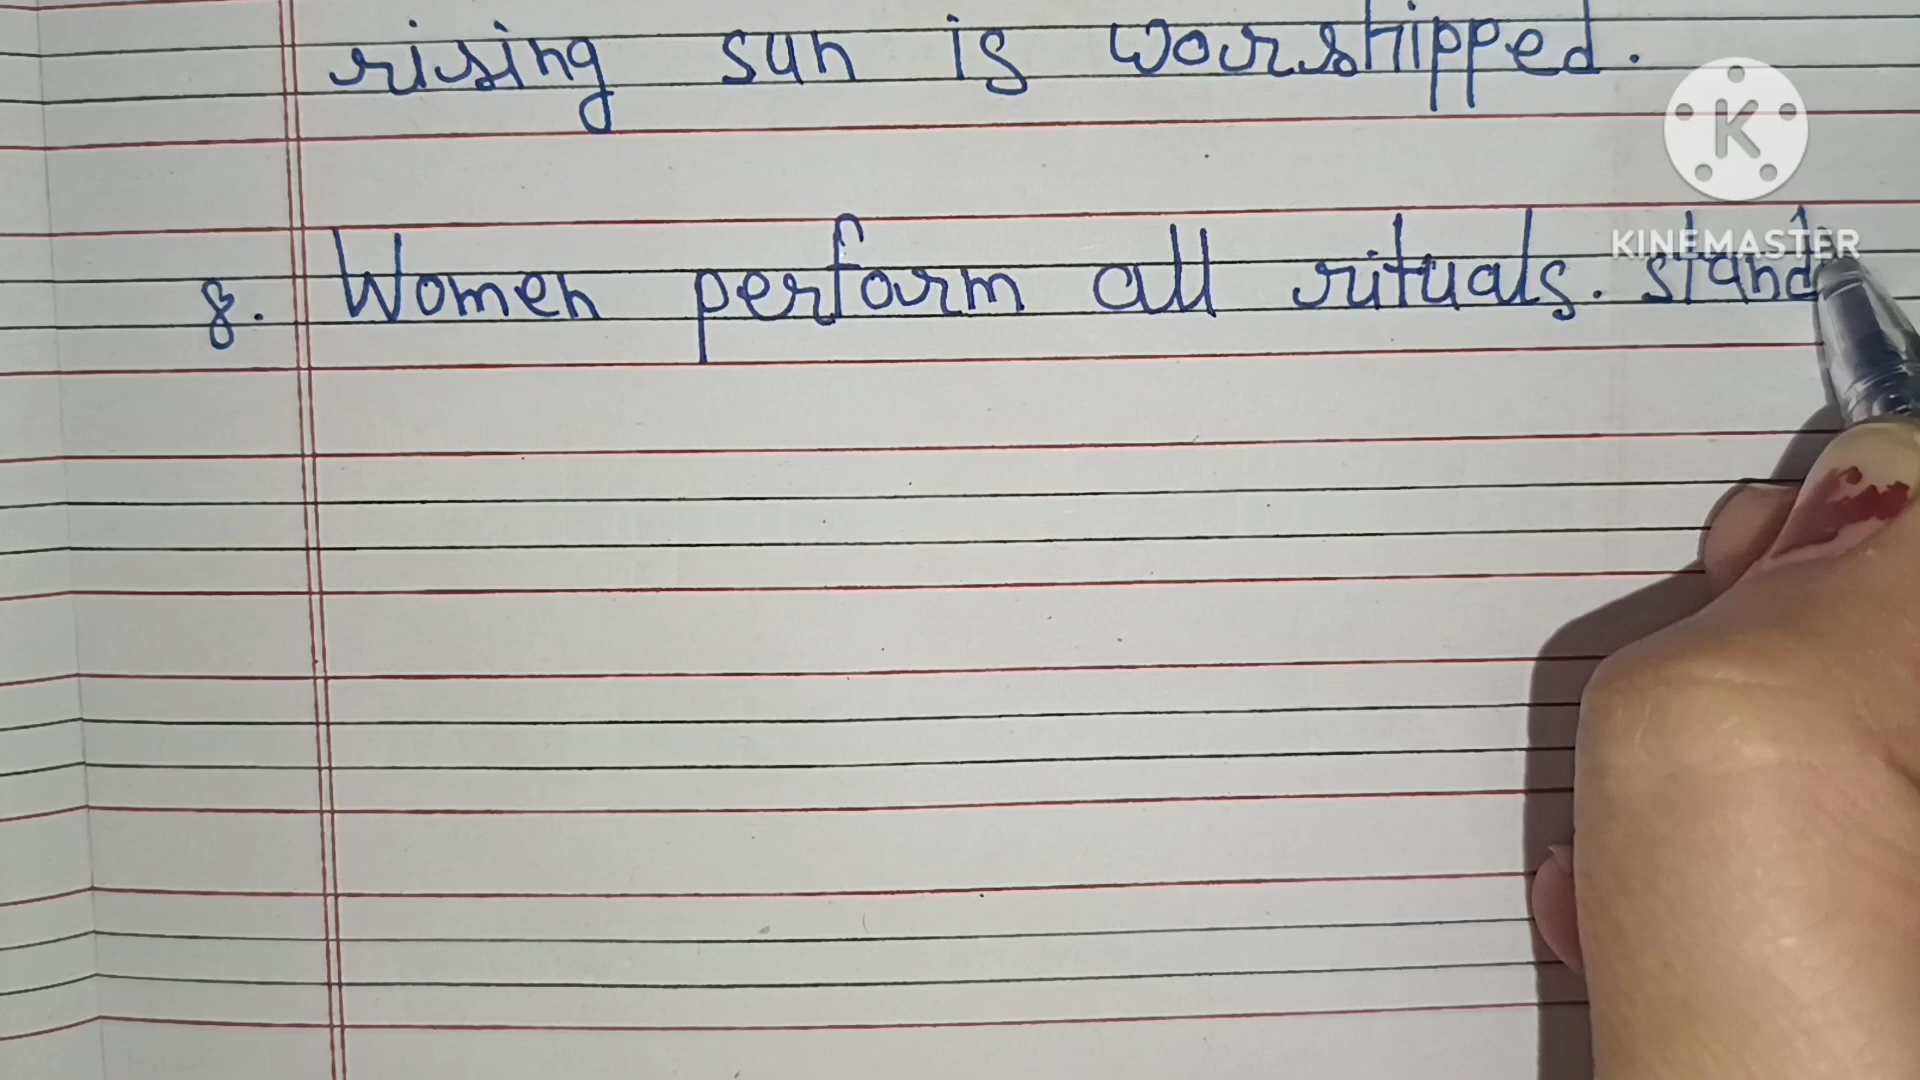 rising sun is worshipped.
8. Women perform all rituals. stand
K
KINEMASTER